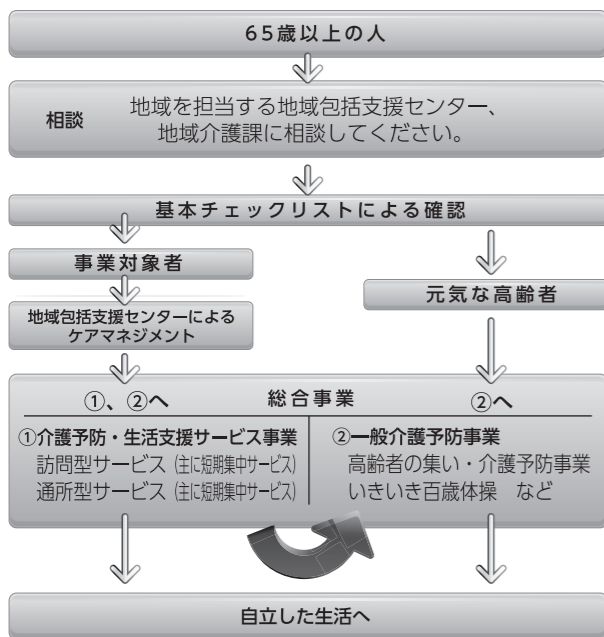 65歳以上の人
相談
地域を担当する地域包括支援センター、
地域介護課に相談してください。
基本チェックリストによる確認
事業対象者
元気な高齢者
地域包括支援センターによる
ケアマネジメント
①、②へ 総合事業 ②へ
①介護予防・生活支援サービス事業
訪問型サービス（主に短期集中サービス）
通所型サービス（主に短期集中サービス）
②一般介護予防事業
高齢者の集い・介護予防事業
いきいき百歳体操 など
自立した生活へ